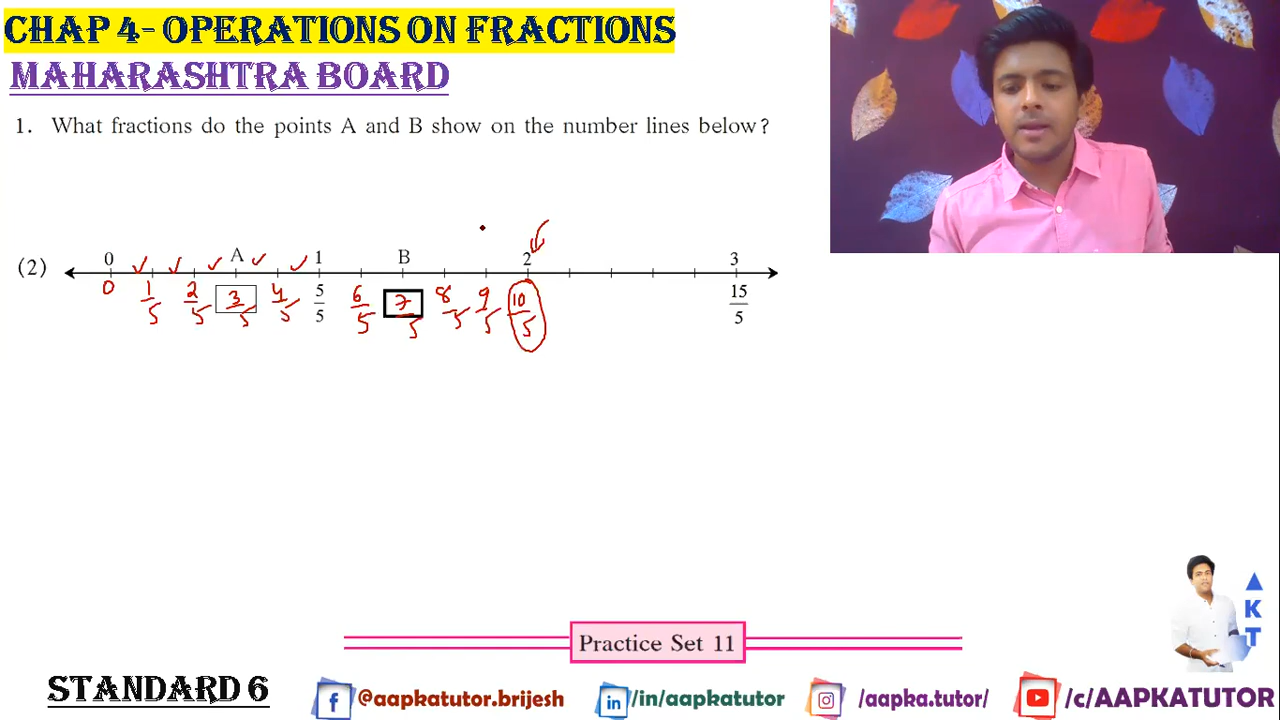 CHAP 4- OPERATIONS ON FRACTIONS
MAHARASHTRA BOARD
1. What fractions do the points A and B show on the number lines below?
(2) 0 A 1 B 2 3
0 1/5 2/5 3/5 4/5 5/5 6/5 7/5 8/5 9/5 10/5 15/5
Practice Set 11
AKT
STANDARD 6
@aapkatutor.brijesh
in /in/aapkatutor
/aapka.tutor/
/c/AAPKATUTOR